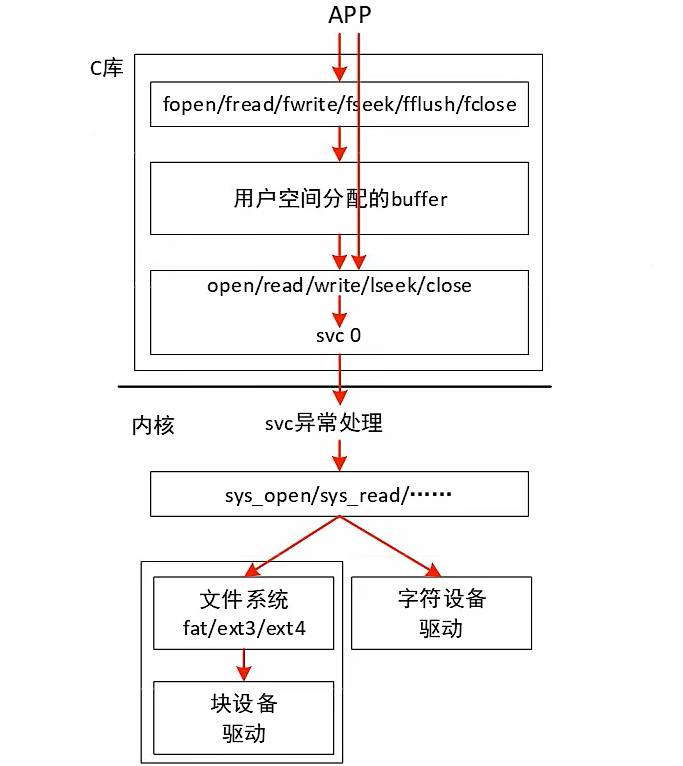 APP
C库
fopen/fread/fwrite/fseek/fflush/fclose
用户空间分配的buffer
open/read/write/lseek/close
svc 0
内核
svc异常处理
sys_open/sys_read/······
文件系统
fat/ext3/ext4
字符设备
驱动
块设备
驱动